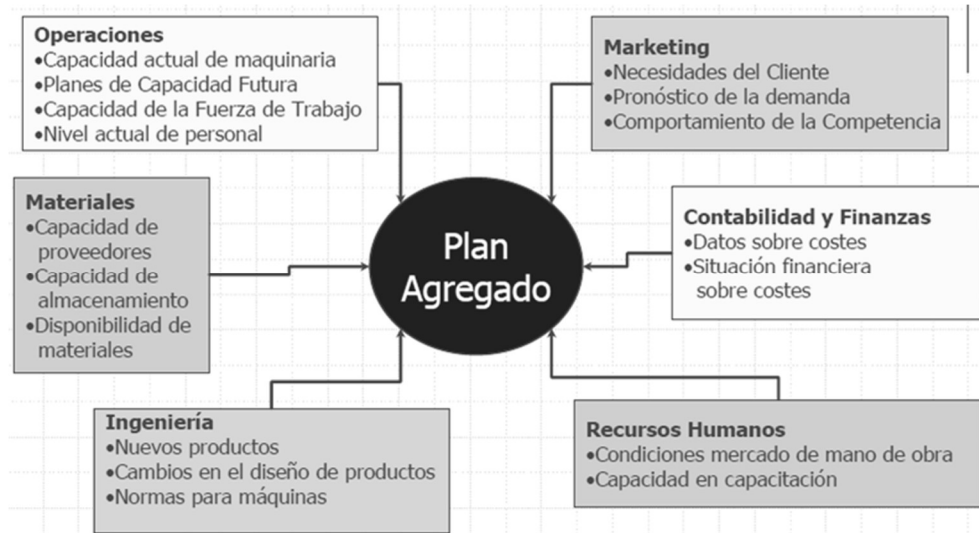 Operaciones
•Capacidad actual de maquinaria
•Planes de Capacidad Futura
•Capacidad de la Fuerza de Trabajo
•Nivel actual de personal
Marketing
•Necesidades del Cliente
•Pronóstico de la demanda
•Comportamiento de la Competencia
Materiales
•Capacidad de
proveedores
•Capacidad de
almacenamiento
•Disponibilidad de
materiales
Plan
Agregado
Contabilidad y Finanzas
•Datos sobre costes
•Situación financiera
sobre costes
Ingeniería
•Nuevos productos
•Cambios en el diseño de productos
•Normas para máquinas
Recursos Humanos
•Condiciones mercado de mano de obra
•Capacidad en capacitación